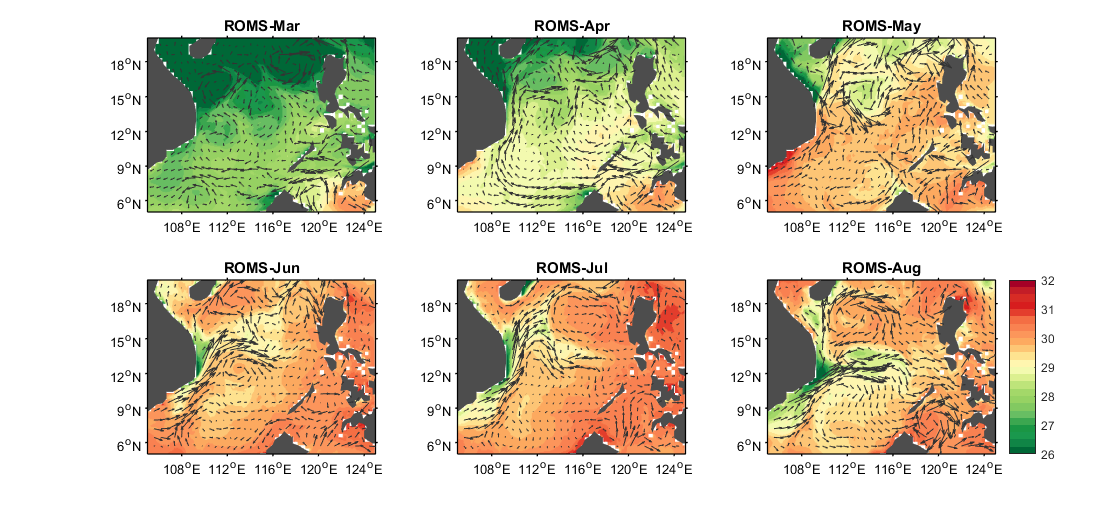 ROMS-Mar ROMS-Apr ROMS-May
18°N 18°N 18°N
15°N 15°N 15°N
12°N 12°N 12°N
9°N 9°N 9°N
6°N 6°N 6°N
108°E 112°E 116°E 120°E 124°E 108°E 112°E 116°E 120°E 124°E 108°E 112°E 116°E 120°E 124°E
ROMS-Jun ROMS-Jul ROMS-Aug
32
18°N 18°N 18°N
31
15°N 15°N 15°N
30
12°N 12°N 12°N
29
9°N 9°N 9°N
28
27
6°N 6°N 6°N
26
108°E 112°E 116°E 120°E 124°E 108°E 112°E 116°E 120°E 124°E 108°E 112°E 116°E 120°E 124°E